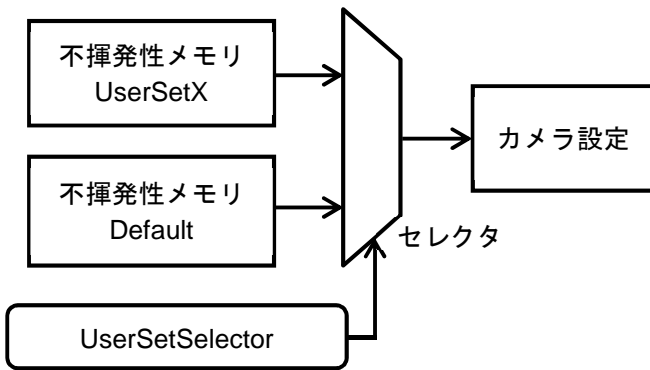 不揮発性メモリ
UserSetX
カメラ設定
不揮発性メモリ
Default
セレクタ
UserSetSelector